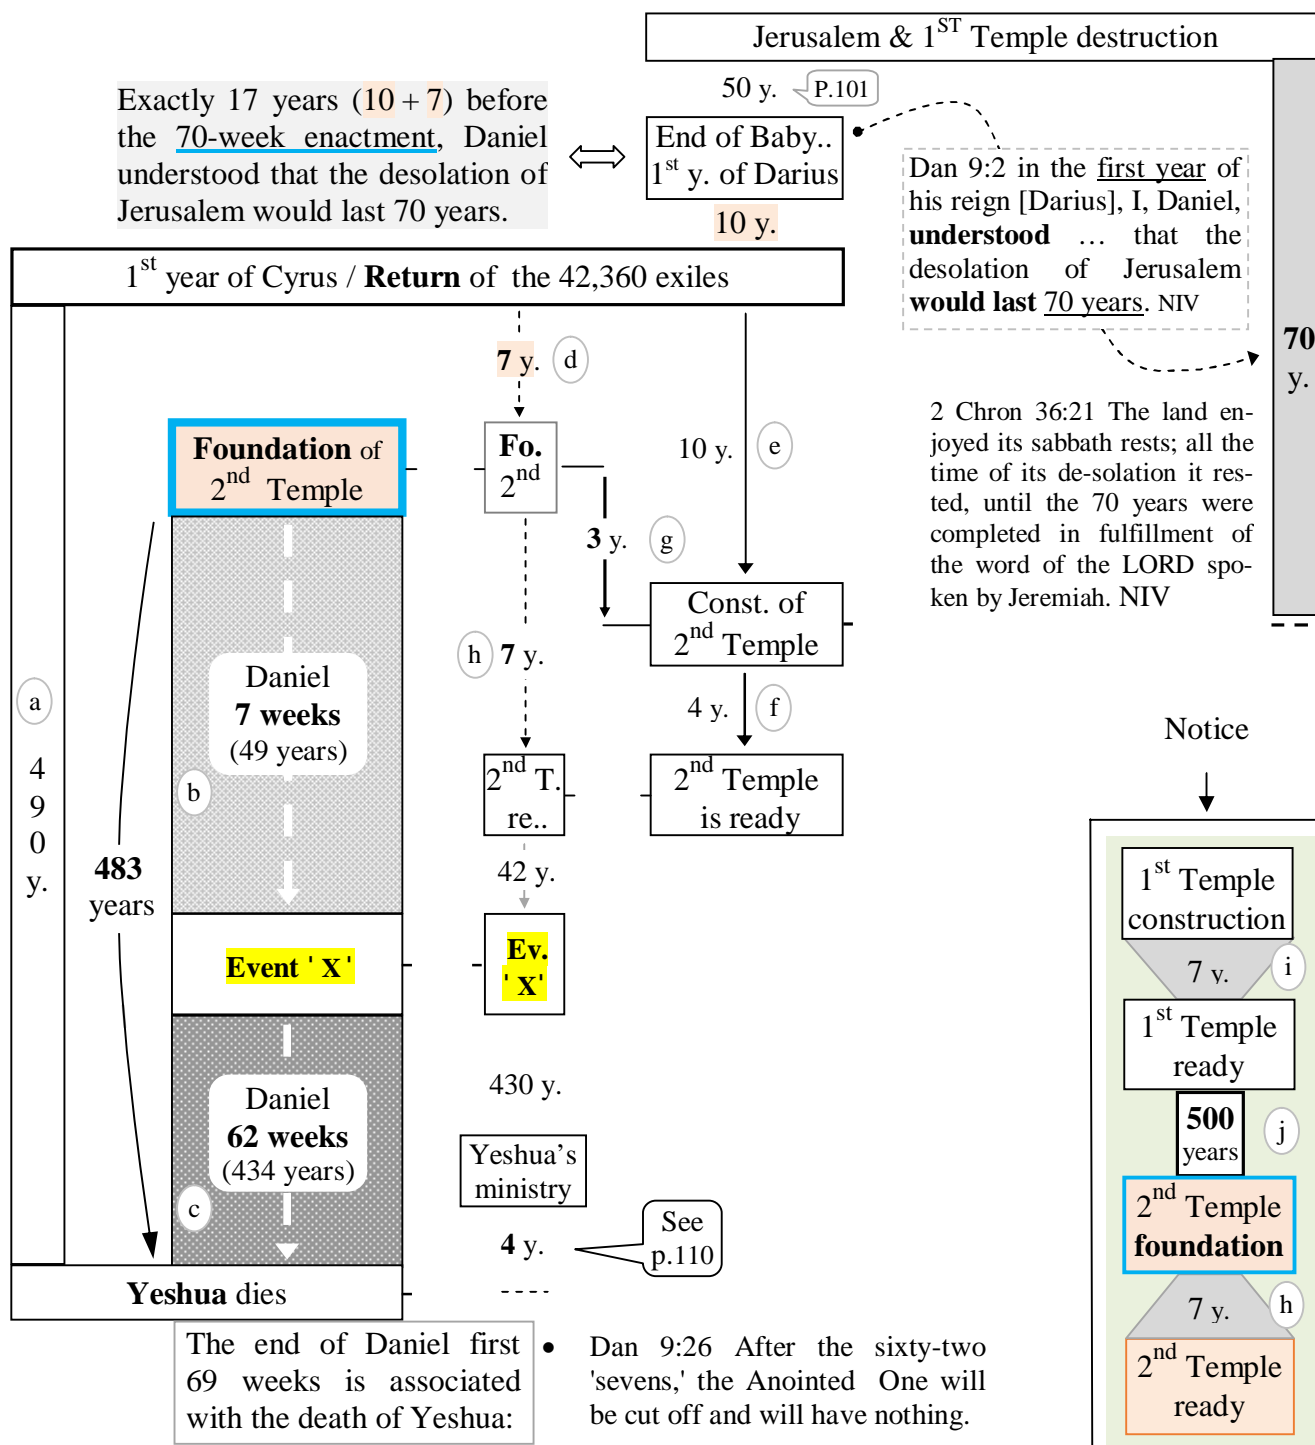 Jerusalem & 1ST Temple destruction
50 y.
P.101
Exactly 17 years (10 + 7) before
the 70-week enactment, Daniel
understood that the desolation of
Jerusalem would last 70 years.
End of Baby..
1st y. of Darius
10 y.
Dan 9:2 in the first year of
his reign [Darius], I, Daniel,
understood … that the
desolation of Jerusalem
would last 70 years. NIV
1st year of Cyrus / Return of the 42,360 exiles
70
y.
7 y.
d
2 Chron 36:21 The land en-
joyed its sabbath rests; all the
time of its de-solation it res-
ted, until the 70 years were
completed in fulfillment of
the word of the LORD spo-
ken by Jeremiah. NIV
Foundation of
2nd Temple
Fo.
2nd
10 y.
e
3 y.
g
Const. of
2nd Temple
h
7 y.
Daniel
7 weeks
(49 years)
a
4
9
0
y.
b
4 y.
f
2nd T.
re..
2nd Temple
is ready
483
years
42 y.
Event ' X'
Ev.
' X'
430 y.
Daniel
62 weeks
(434 years)
c
Yeshua’s
ministry
4 y.
See
p.110
Yeshua dies
The end of Daniel first
69 weeks is associated
with the death of Yeshua:
• Dan 9:26 After the sixty-two
'sevens,' the Anointed One will
be cut off and will have nothing.
Notice
1st Temple
construction
7 y.
i
1st Temple
ready
500
years
j
2nd Temple
foundation
7 y.
h
2nd Temple
ready